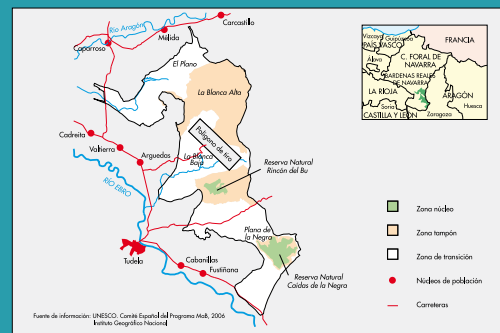 Carcastillo
Río Aragón
Mélida
Caparroso
El Plano
La Blanca Alta
Polígono de tiro
Cadreita
Valtierra
Arguedas
La Blanca
Baja
Reserva Natural
Rincón del Bu
RÍO EBRO
Plana de
la Negra
Tudela
Cabanillas
Fustiñana
Reserva Natural
Caídas de la Negra
Fuente de información: UNESCO. Comité Español del Programa MaB, 2006
Instituto Geográfico Nacional
Vizcaya
Guipúzcoa
PAÍS VASCO
FRANCIA
Álava
C. FORAL DE
NAVARRA
BARDENAS REALES
DE NAVARRA
LA RIOJA
ARAGÓN
Soria
Huesca
CASTILLA Y LEÓN
Zaragoza
Zona núcleo
Zona tampón
Zona de transición
Núcleos de población
Carreteras